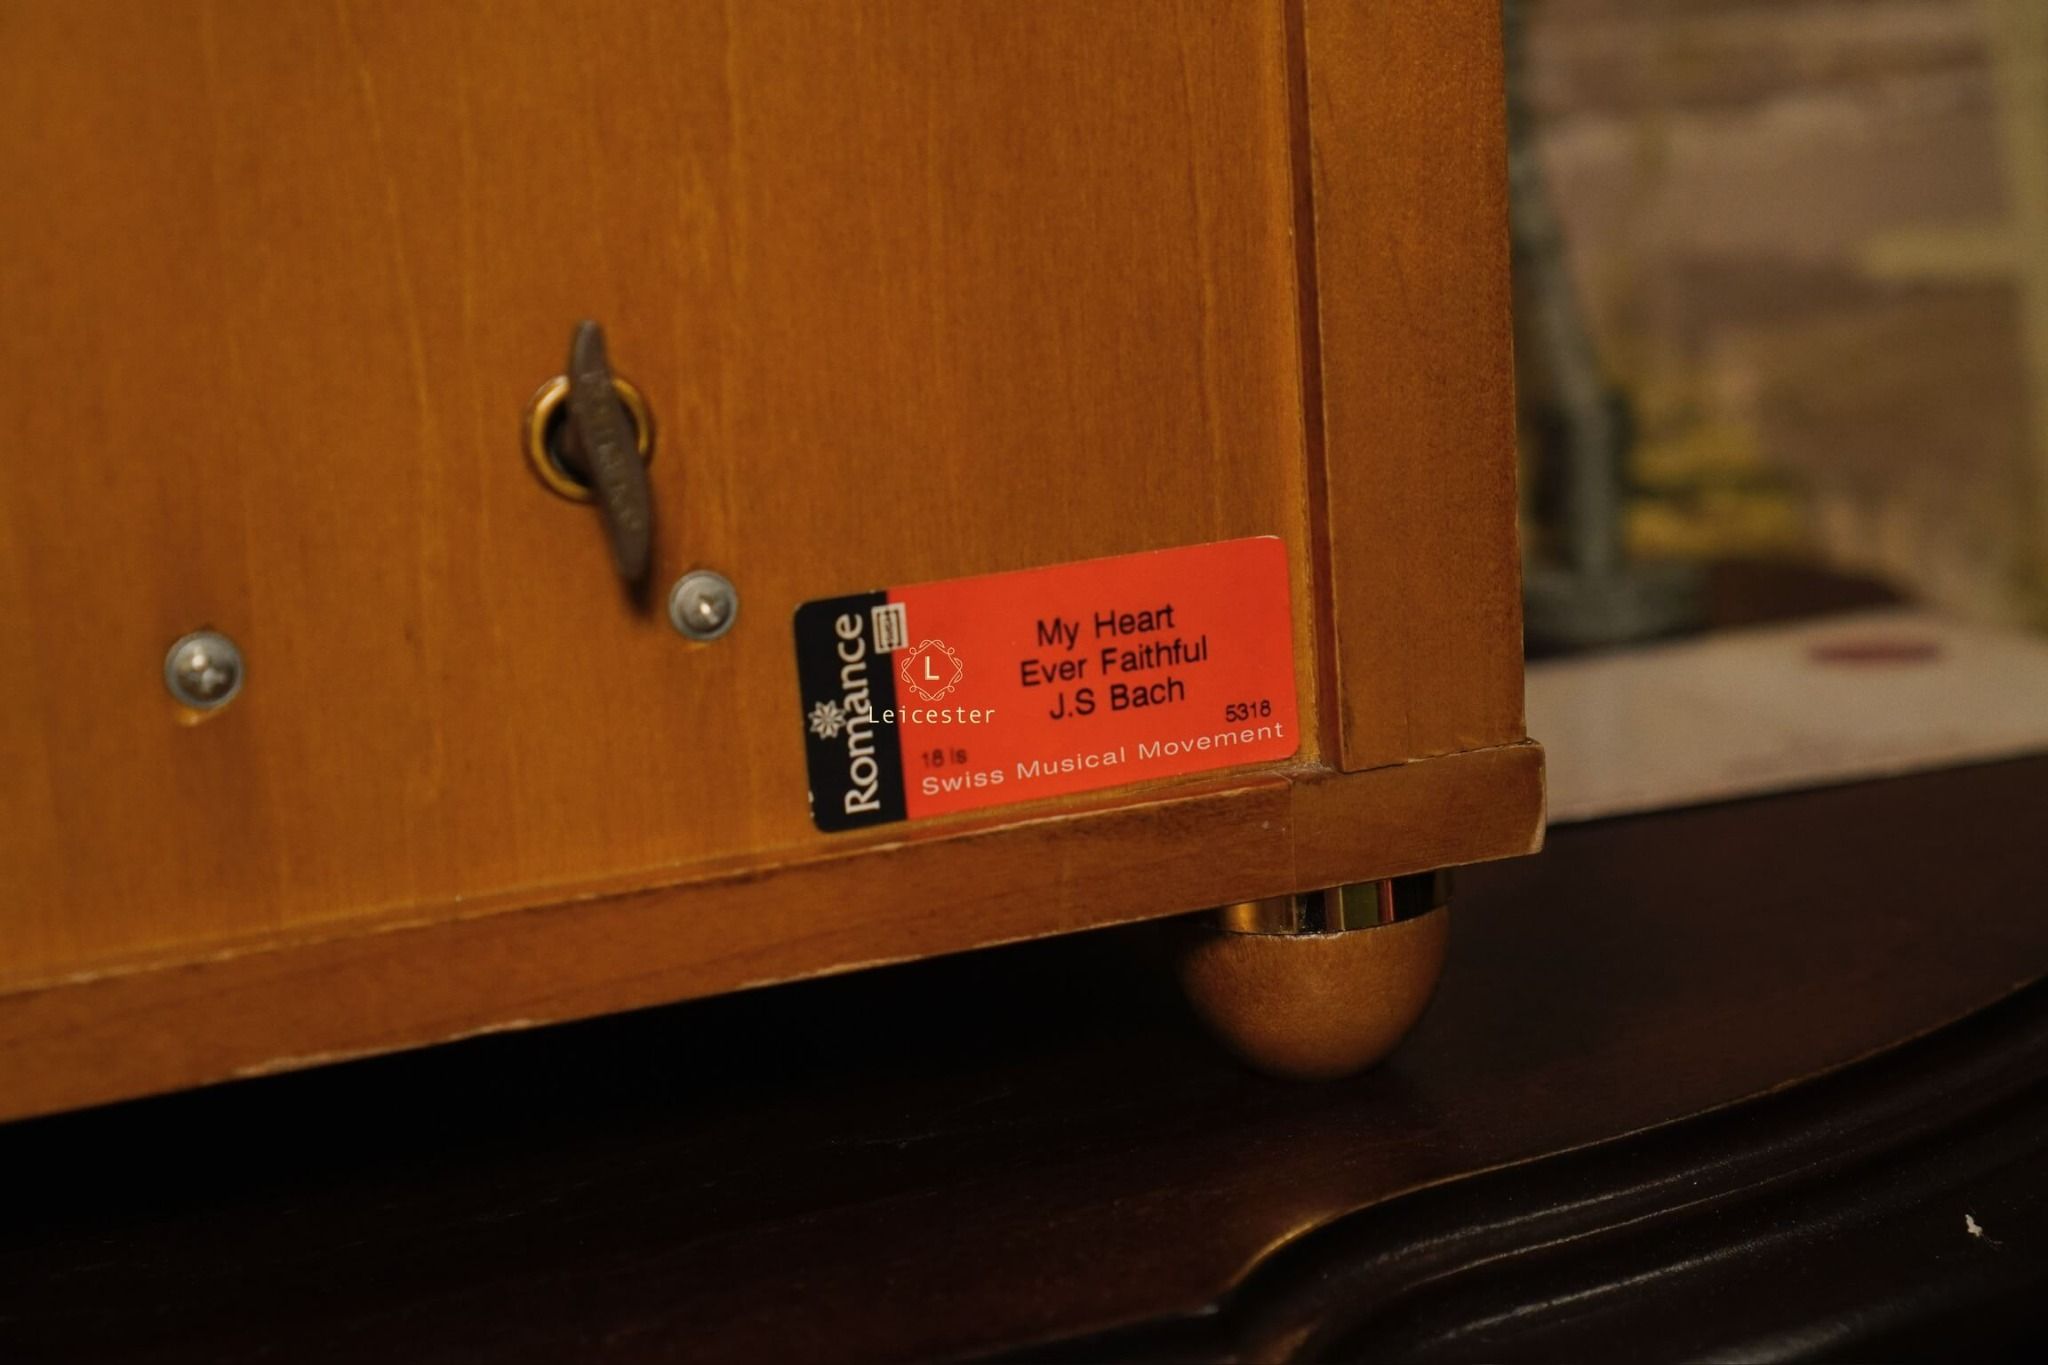 Romance
My Heart
Ever Faithful
J.S Bach
5318
18 ls
Swiss Musical Movement
L
Leicester